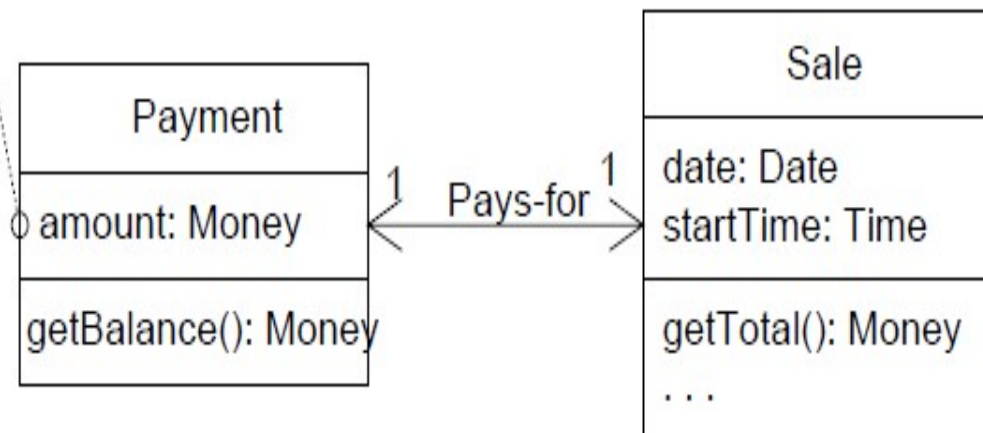 Payment
amount: Money
getBalance(): Money
1
Pays-for
1
Sale
date: Date
startTime: Time
getTotal(): Money
. . .